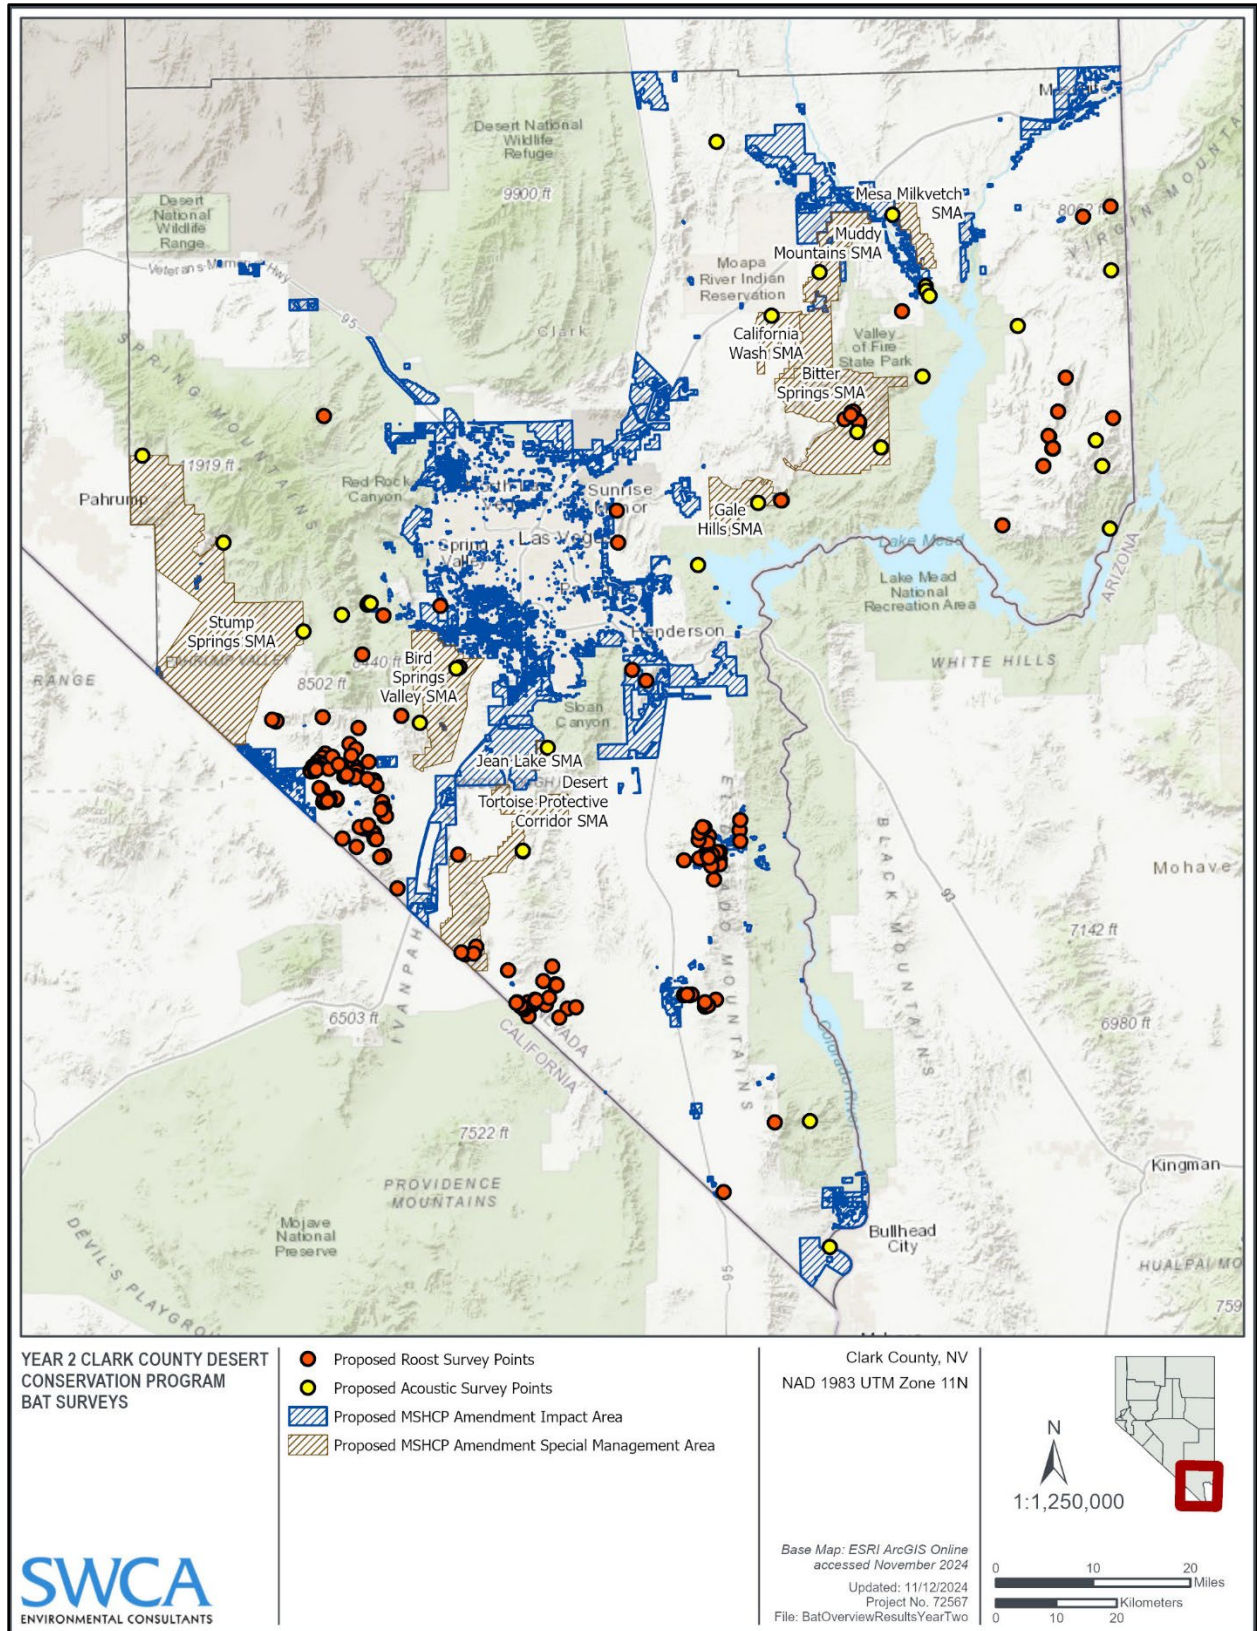 Desert National
Wildlife
Refuge
9900 ft
Desert
National
Wildlife
Range
Veterans Memorial Hwy
95
Clark
Mesa Milkvetch
SMA
8062 ft
VIRGIN MOUNTA
Muddy
Mountains SMA
Moapa
River Indian
Reservation
California
Wash SMA
Valley
of Fire
State Park
Bitter
Springs SMA
SPRING MOUNTAINS
11919 ft
Pahrump
Red Rock
Canyon
Sunrise
Manor
Las Vegas
Spring
Valley
Gale
Hills SMA
Lake Mead
Lake Mead
National
Recreation Area
ARIZONA
Henderson
Stump
Springs SMA
Bird
Springs
Valley SMA
8502 ft
RANGE
WHITE HILLS
Sloan
Canyon
Jean Lake SMA
Desert
Tortoise Protective
Corridor SMA
BLACK MOUNTAINS
93
Mohave
7142 ft
IVANPAH
6503 ft
NEVADA
CALIFORNIA
Colorado River
6980 ft
7522 ft
PROVIDENCE
MOUNTAINS
Kingman
Mojave
National
Preserve
DEVIL'S PLAYGRO
95
Bullhead
City
HUALPAI MO
759
YEAR 2 CLARK COUNTY DESERT
CONSERVATION PROGRAM
BAT SURVEYS
Proposed Roost Survey Points
Proposed Acoustic Survey Points
Proposed MSHCP Amendment Impact Area
Proposed MSHCP Amendment Special Management Area
Clark County, NV
NAD 1983 UTM Zone 11N
N
1:1,250,000
Base Map: ESRI ArcGIS Online
accessed November 2024
Updated: 11/12/2024
Project No. 72567
File: BatOverviewResultsYearTwo
0 10 20
Miles
Kilometers
0 10 20
SWCA
ENVIRONMENTAL CONSULTANTS